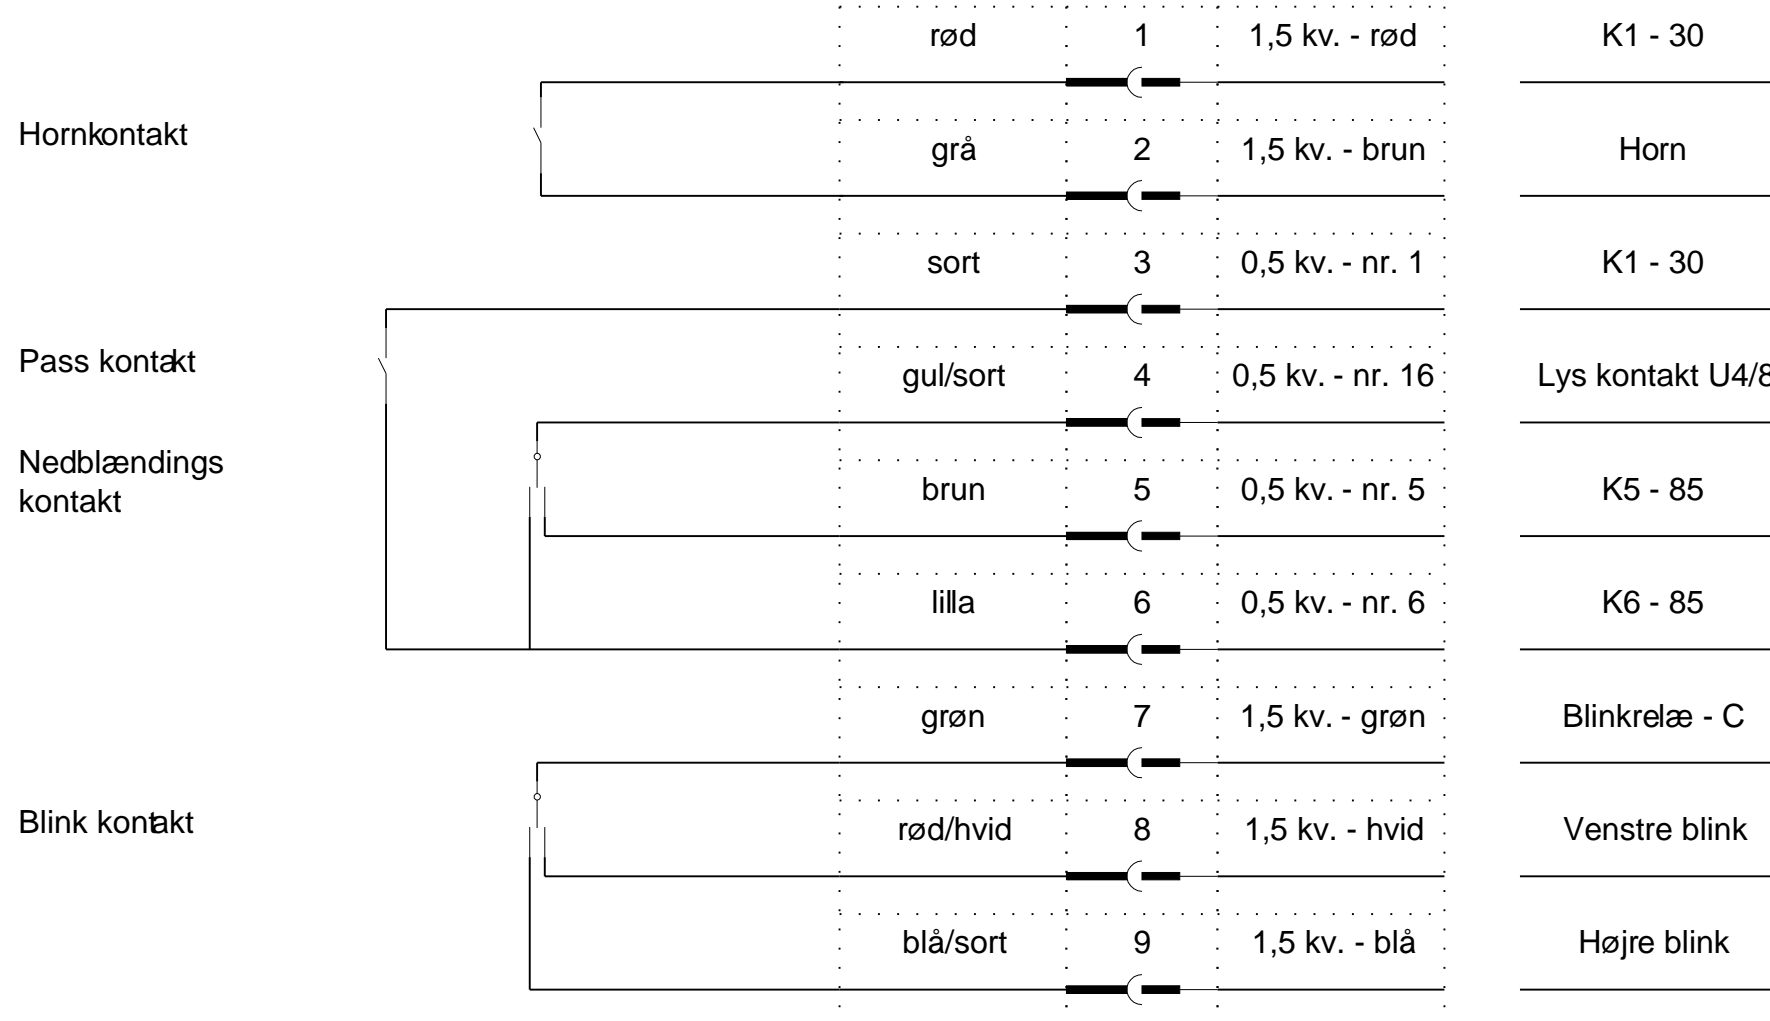 rød 1 1,5 kv. - rød K1 - 30
Hornkontakt
grå 2 1,5 kv. - brun Horn
sort 3 0,5 kv. - nr. 1 K1 - 30
Pass kontakt
gul/sort 4 0,5 kv. - nr. 16 Lys kontakt U4/8
Nedblændings
kontakt
brun 5 0,5 kv. - nr. 5 K5 - 85
lilla 6 0,5 kv. - nr. 6 K6 - 85
grøn 7 1,5 kv. - grøn Blinkrelæ - C
Blink kontakt
rød/hvid 8 1,5 kv. - hvid Venstre blink
blå/sort 9 1,5 kv. - blå Højre blink